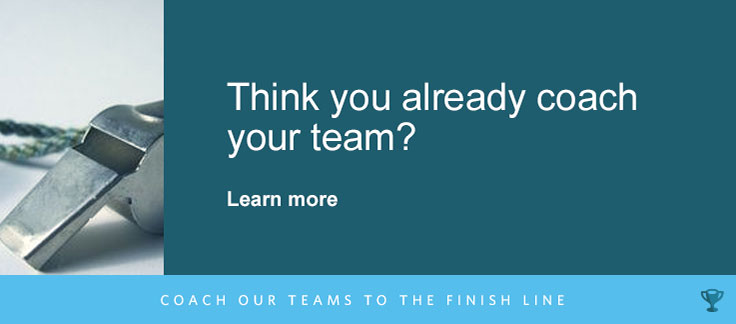 Think you already coach
your team?
Learn more
COACH OUR TEAMS TO THE FINISH LINE